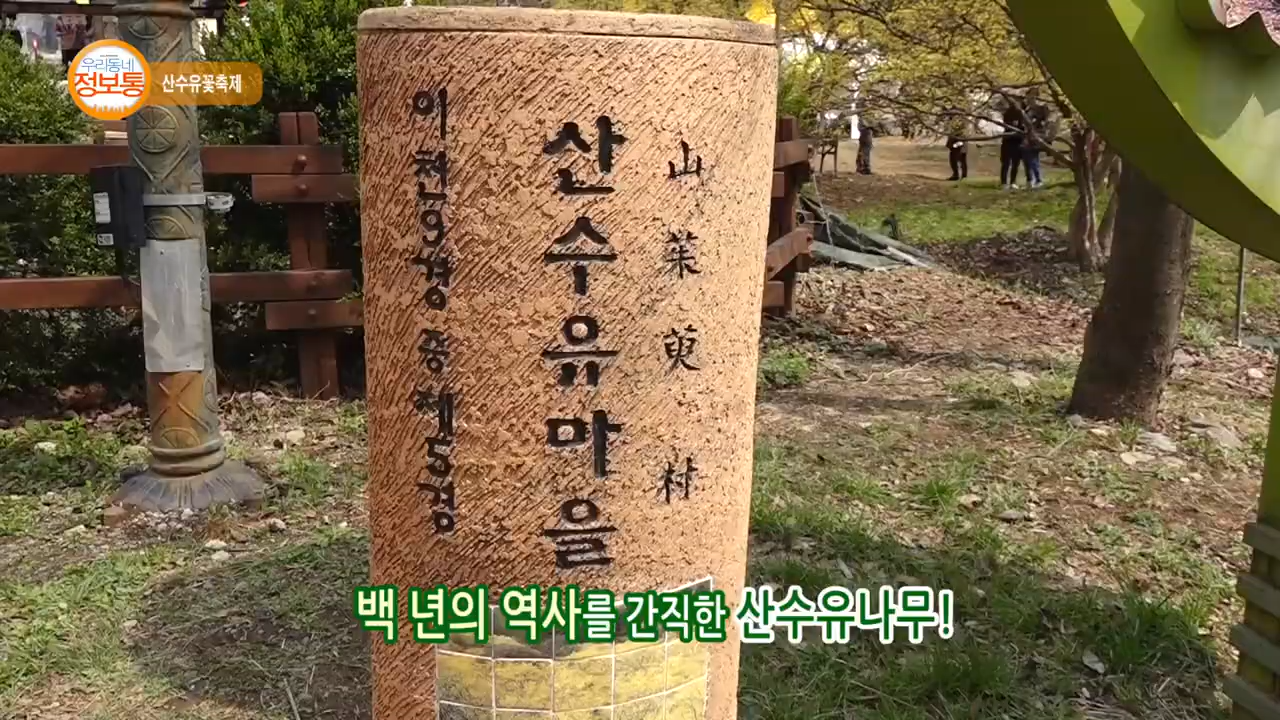 우리동네
정보통
산수유꽃축제
이천9경 중 제5경
산수유마을
山茱萸村
백 년의 역사를 간직한 산수유나무!